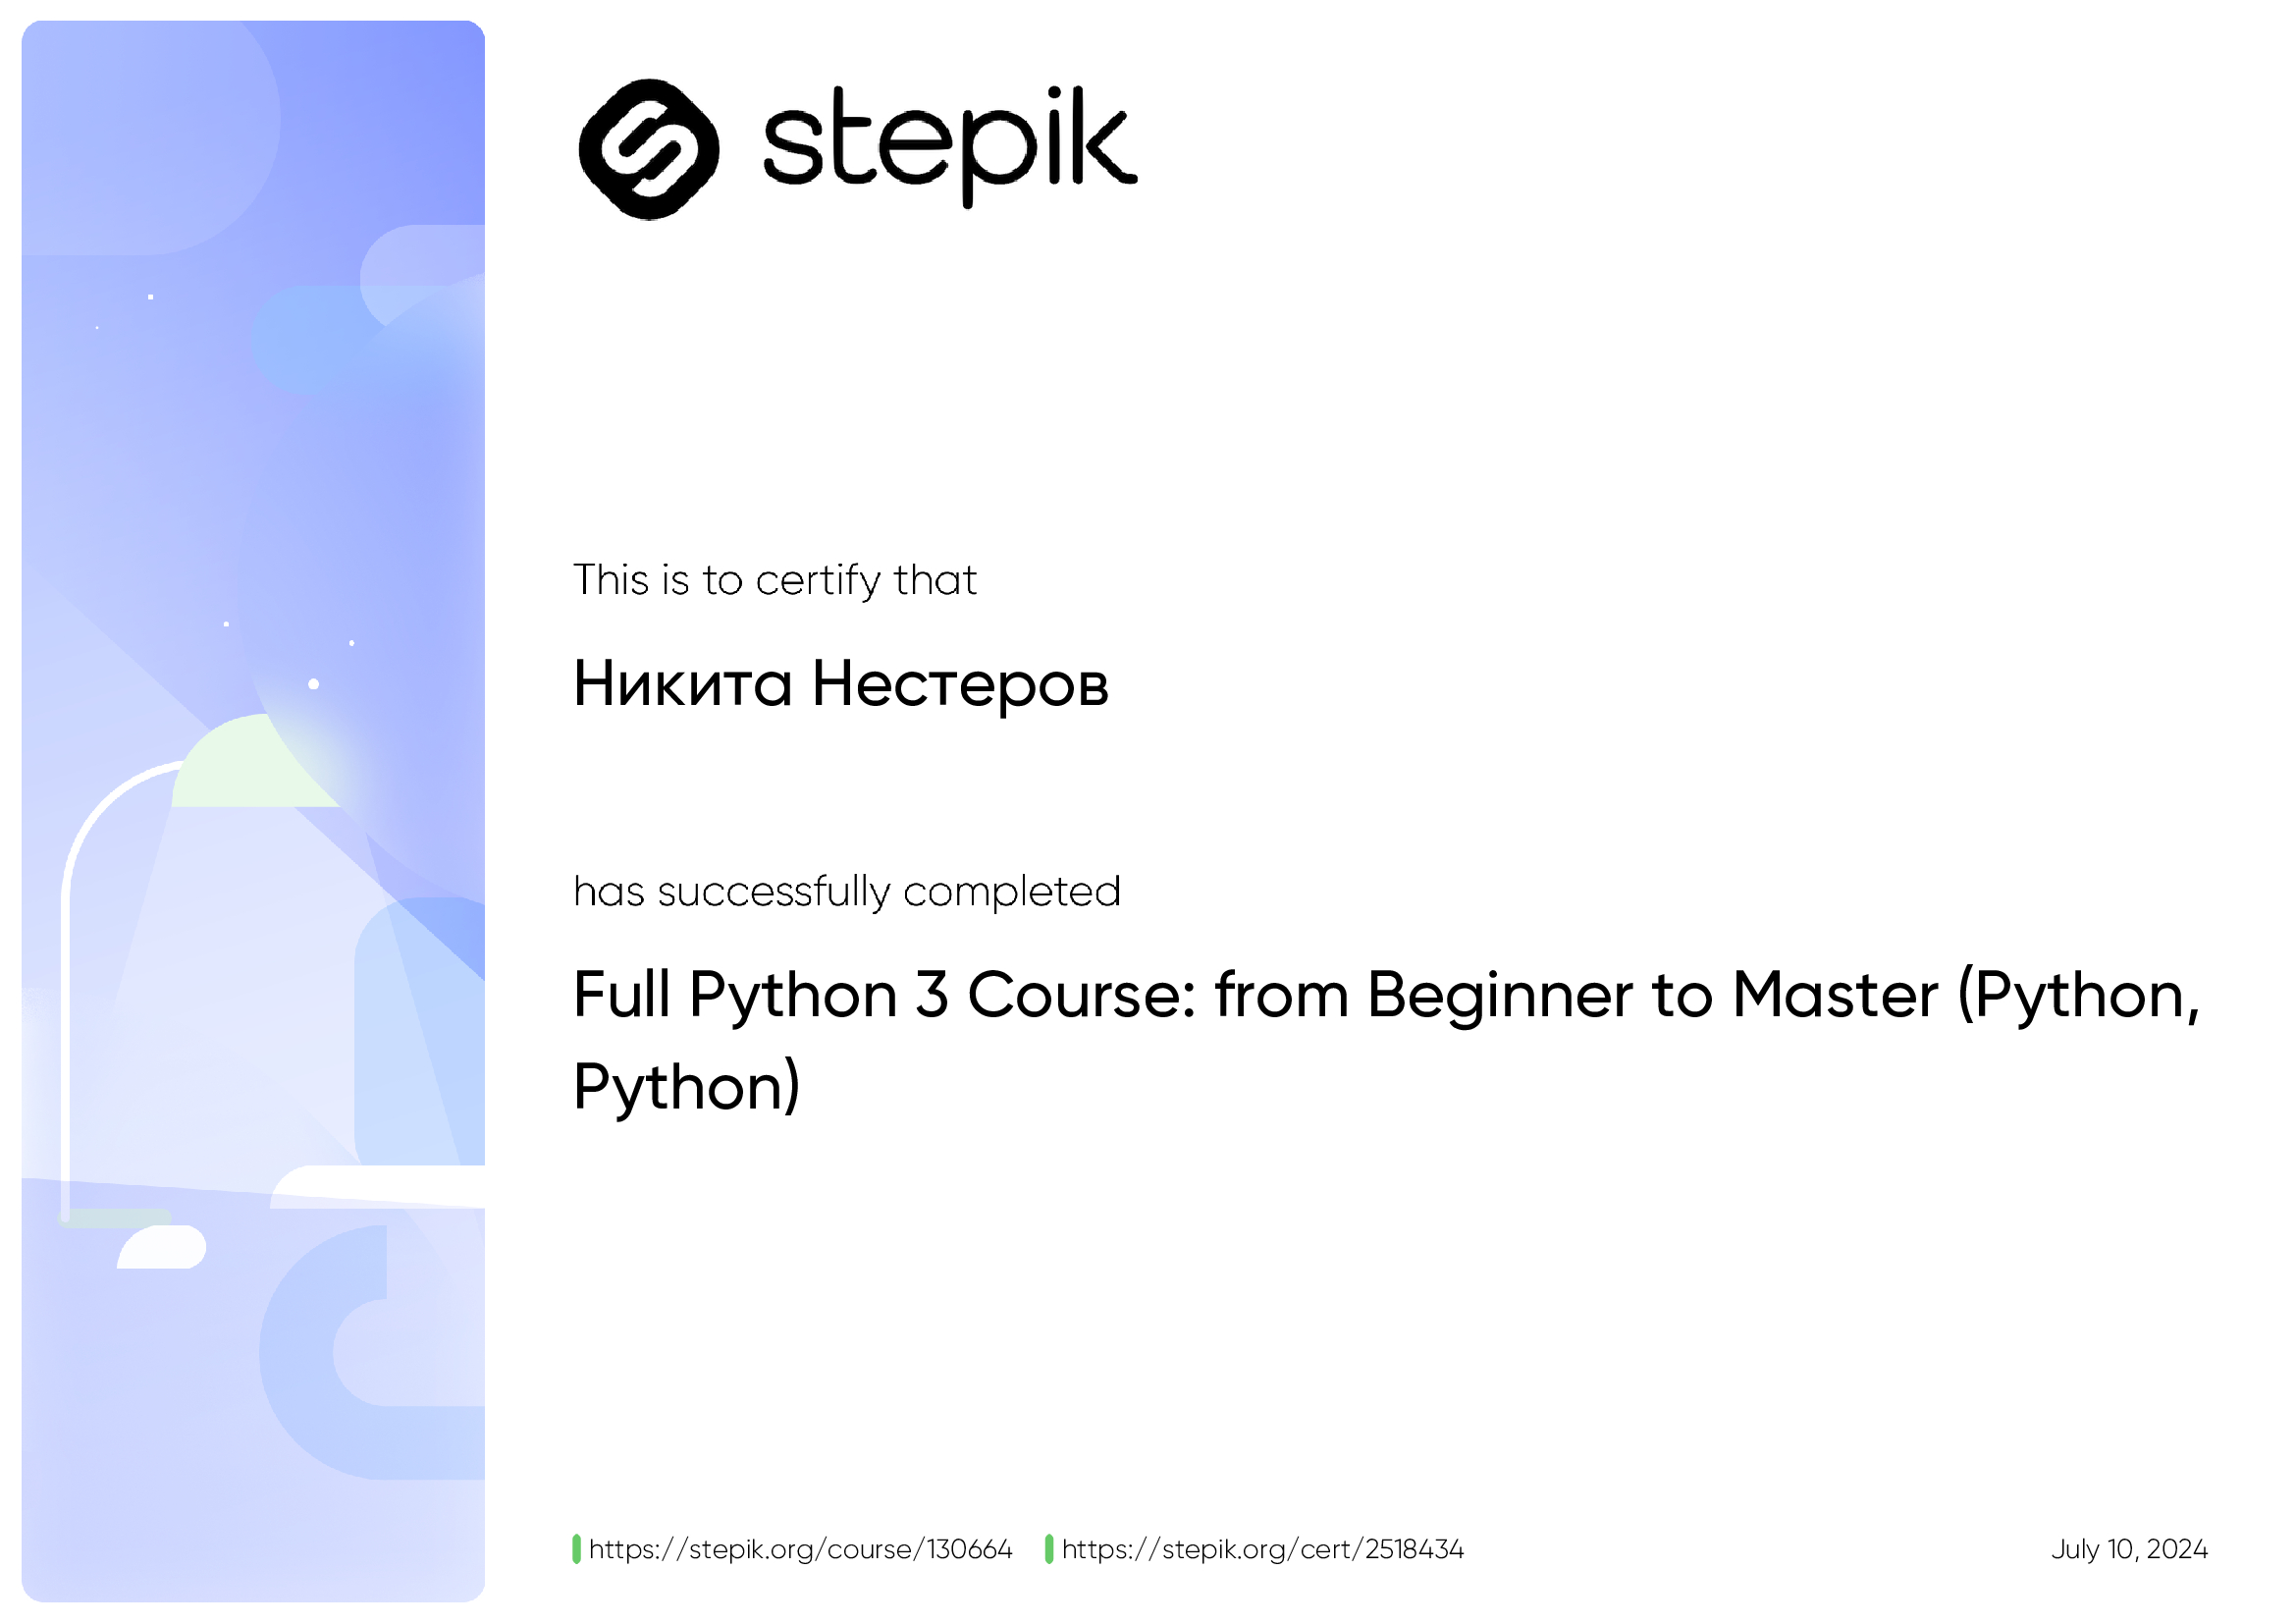 stepik
This is to certify that
Никита Нестеров
has successfully completed
Full Python 3 Course: from Beginner to Master (Python,
Python)
https://stepik.org/course/130664
https://stepik.org/cert/2518434
July 10, 2024